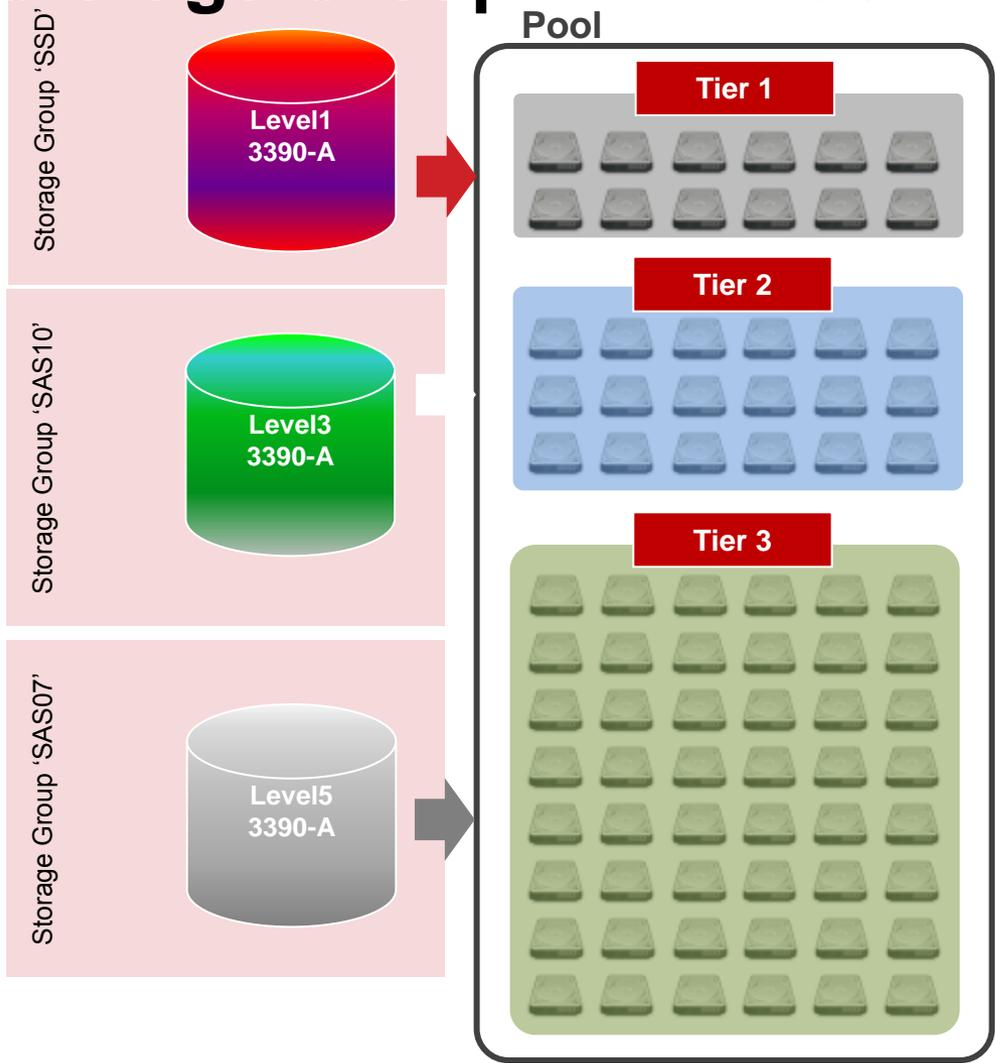 Pool
Storage Group ‘SSD’
Level1
3390-A
Tier 1
Tier 2
Storage Group ‘SAS10’
Level3
3390-A
Tier 3
Storage Group ‘SAS07’
Level5
3390-A